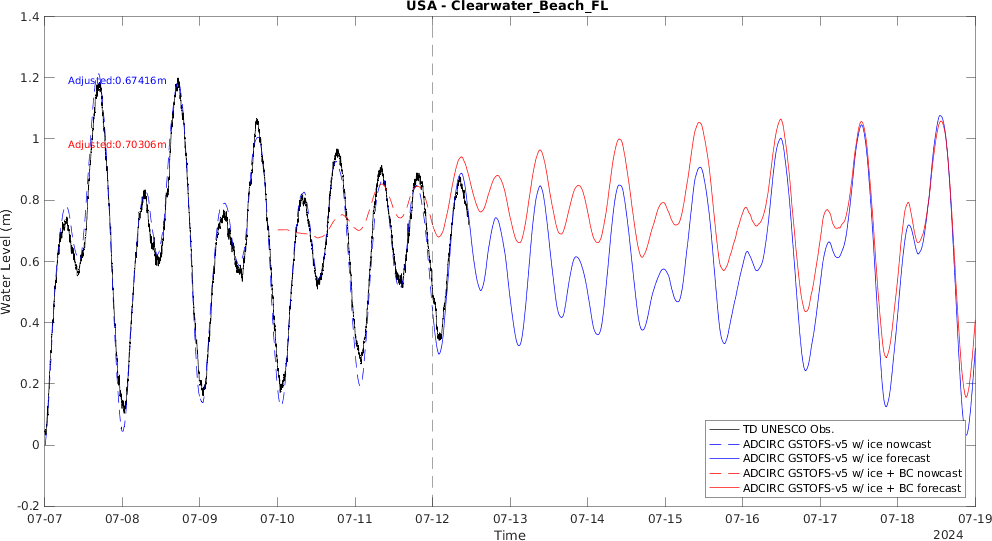 USA - Clearwater_Beach_FL
1.4
1.2
1
0.8
0.6
0.4
0.2
0
-0.2
Water Level (m)
Adjusted:0.67416m
Adjusted:0.70306m
TD UNESCO Obs.
ADCIRC GSTOFS-v5 w/ ice nowcast
ADCIRC GSTOFS-v5 w/ ice forecast
ADCIRC GSTOFS-v5 w/ ice + BC nowcast
ADCIRC GSTOFS-v5 w/ ice + BC forecast
07-07 07-08 07-09 07-10 07-11 07-12 07-13 07-14 07-15 07-16 07-17 07-18 07-19
Time
2024